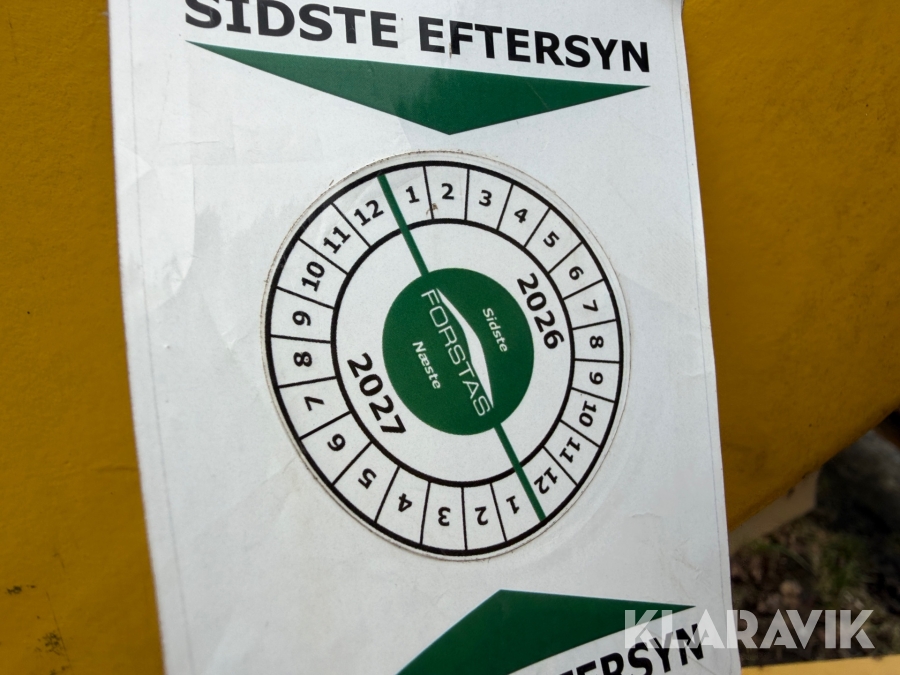 SIDSTE EFTERSYN
1 2 3 4 5 6 7 8 9 10 11 12
2026
Sidste
FORSTAS
Næste
2027
1 2 3 4 5 6 7 8 9 10 11 12
KLARAVIK